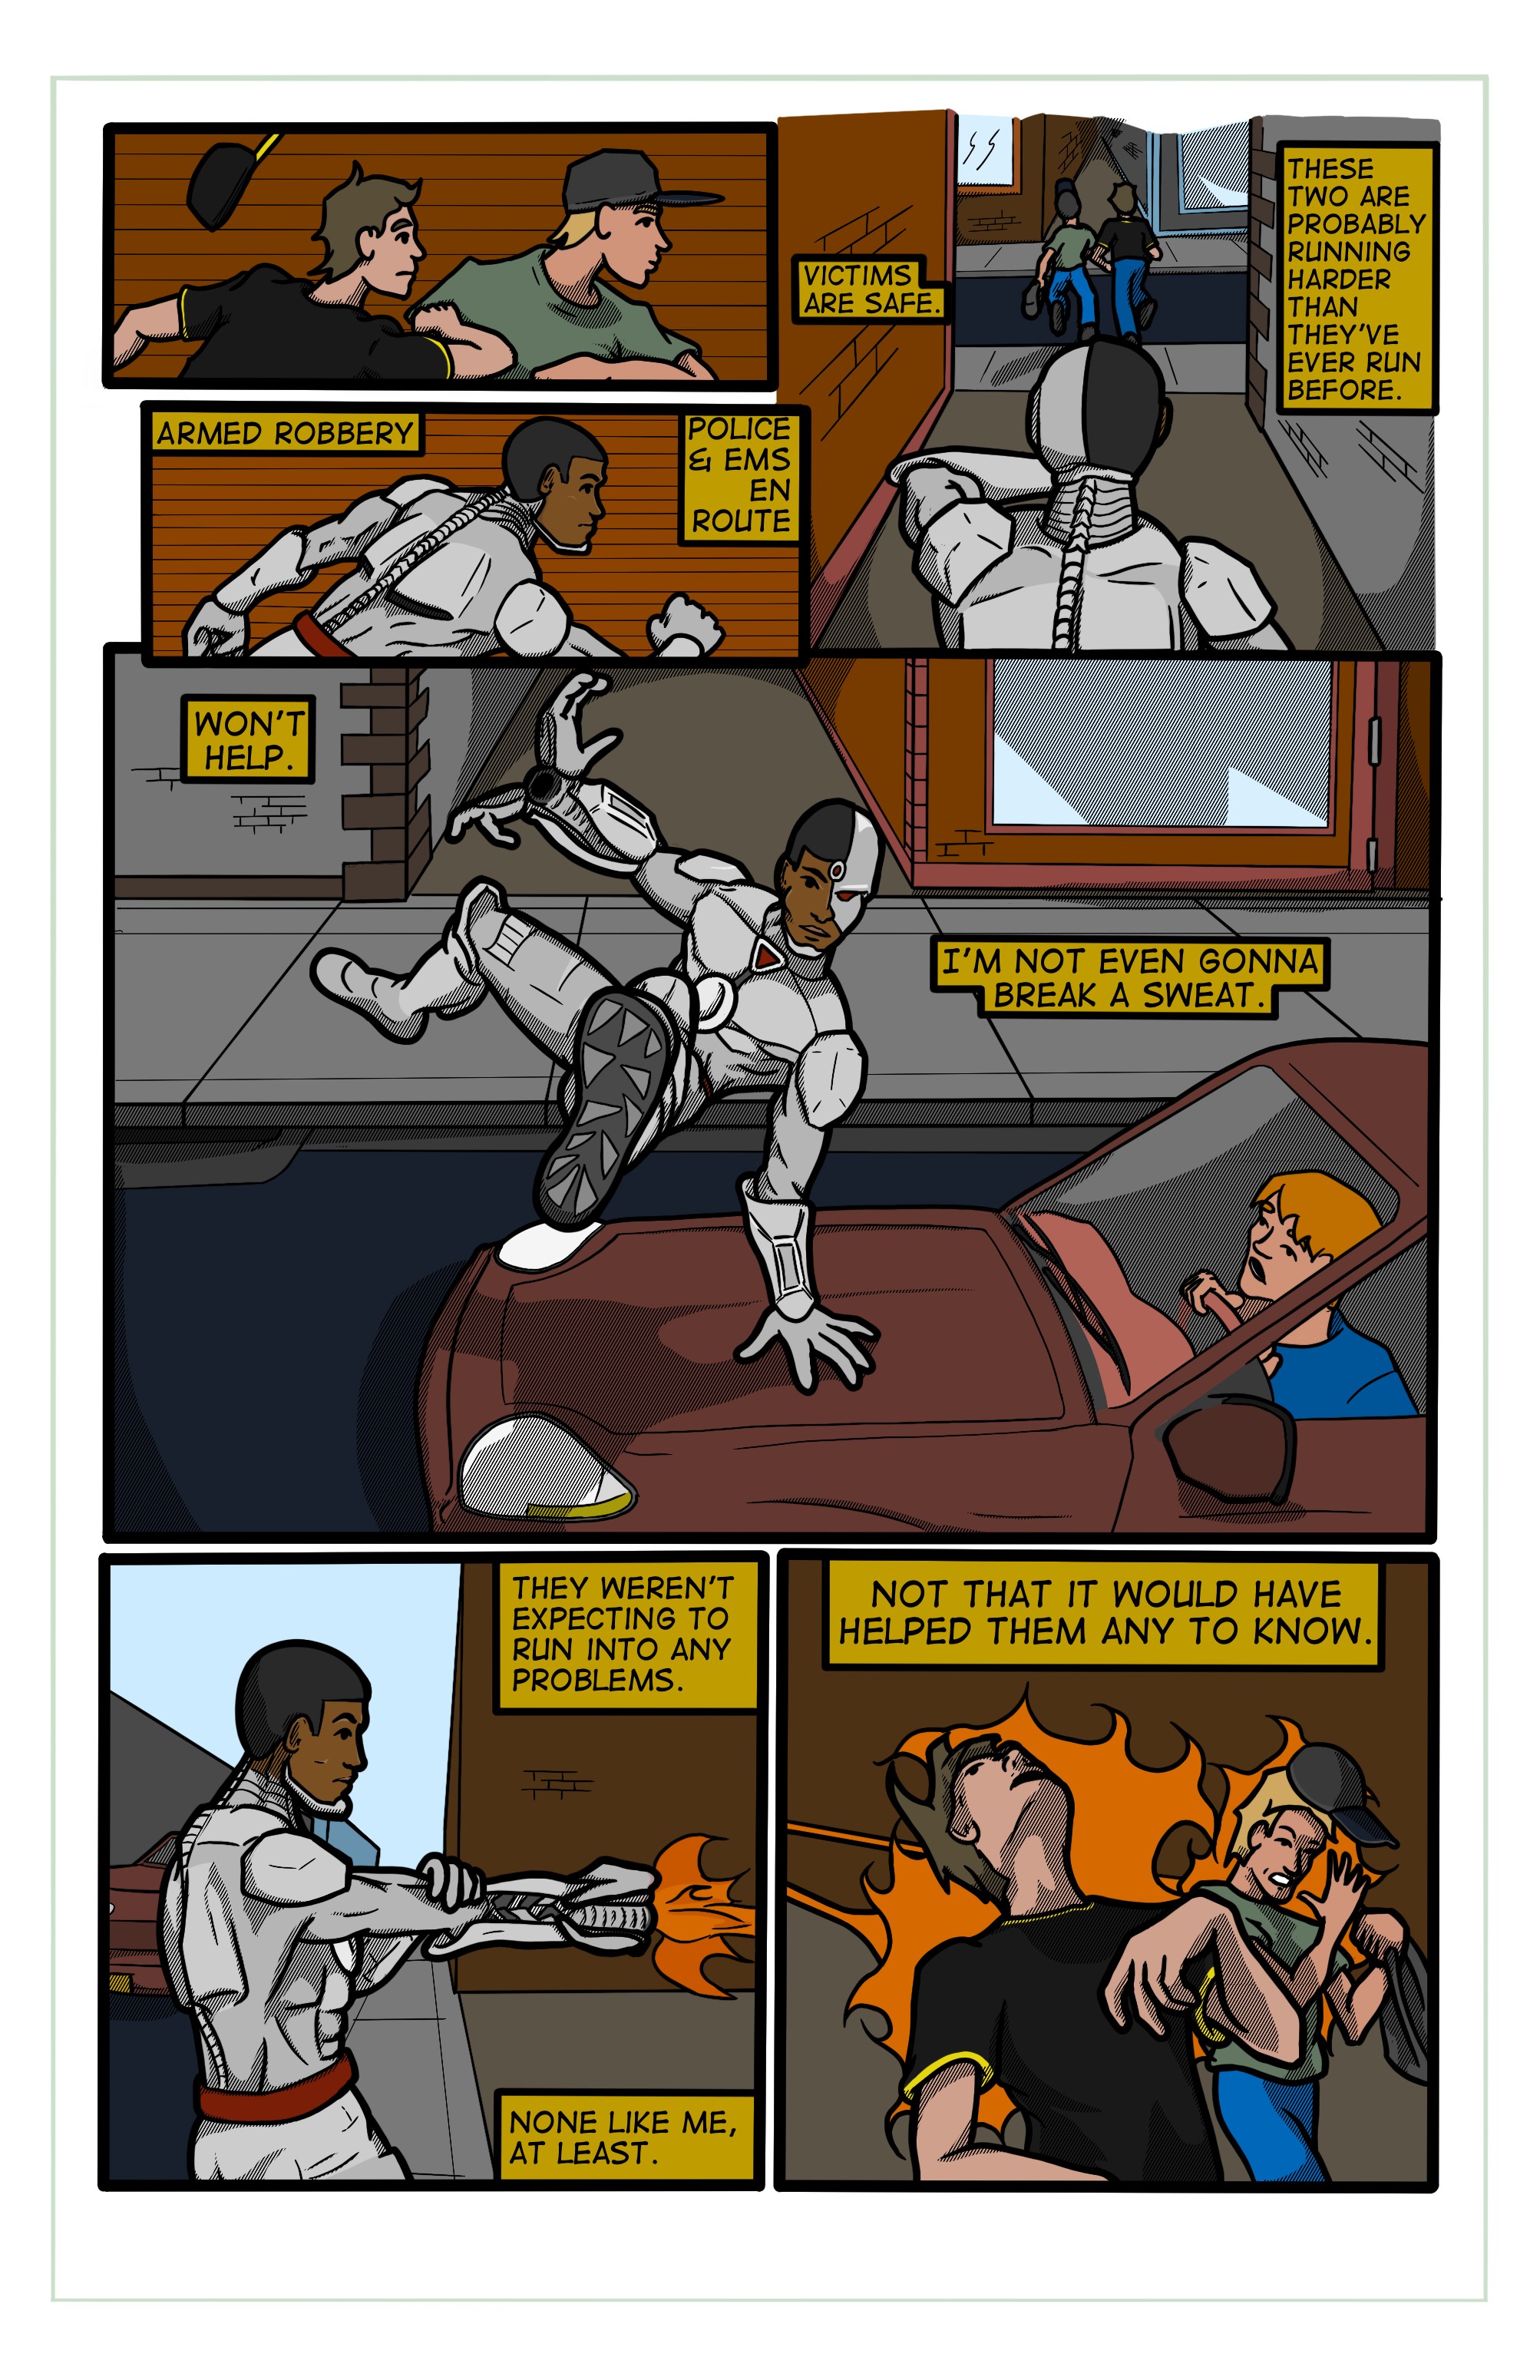 ARMED ROBBERY
POLICE
& EMS
EN
ROUTE
VICTIMS
ARE SAFE.
THESE
TWO ARE
PROBABLY
RUNNING
HARDER
THAN
THEY'VE
EVER RUN
BEFORE.
WON'T
HELP.
I'M NOT EVEN GONNA
BREAK A SWEAT.
THEY WEREN'T
EXPECTING TO
RUN INTO ANY
PROBLEMS.
NONE LIKE ME,
AT LEAST.
NOT THAT IT WOULD HAVE
HELPED THEM ANY TO KNOW.